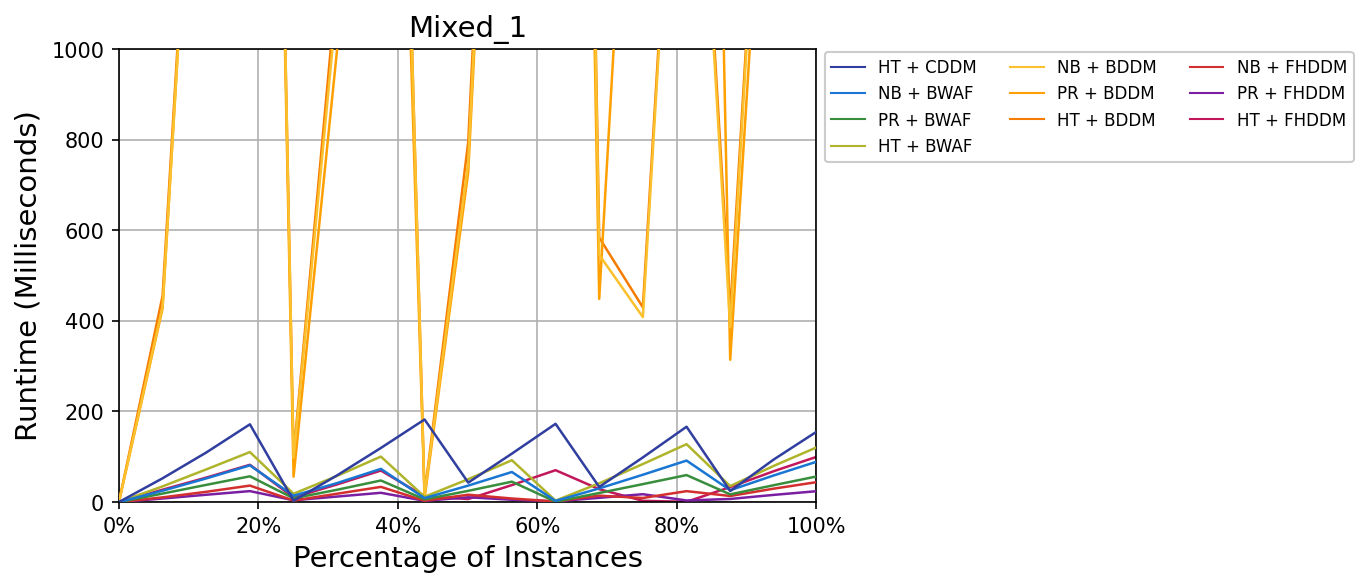 Mixed_1
Runtime (Milliseconds)
1000
800
600
400
200
0
0%
20%
40%
60%
80%
100%
Percentage of Instances
HT + CDDM
NB + BWAF
PR + BWAF
HT + BWAF
NB + BDDM
PR + BDDM
HT + BDDM
NB + FHDDM
PR + FHDDM
HT + FHDDM